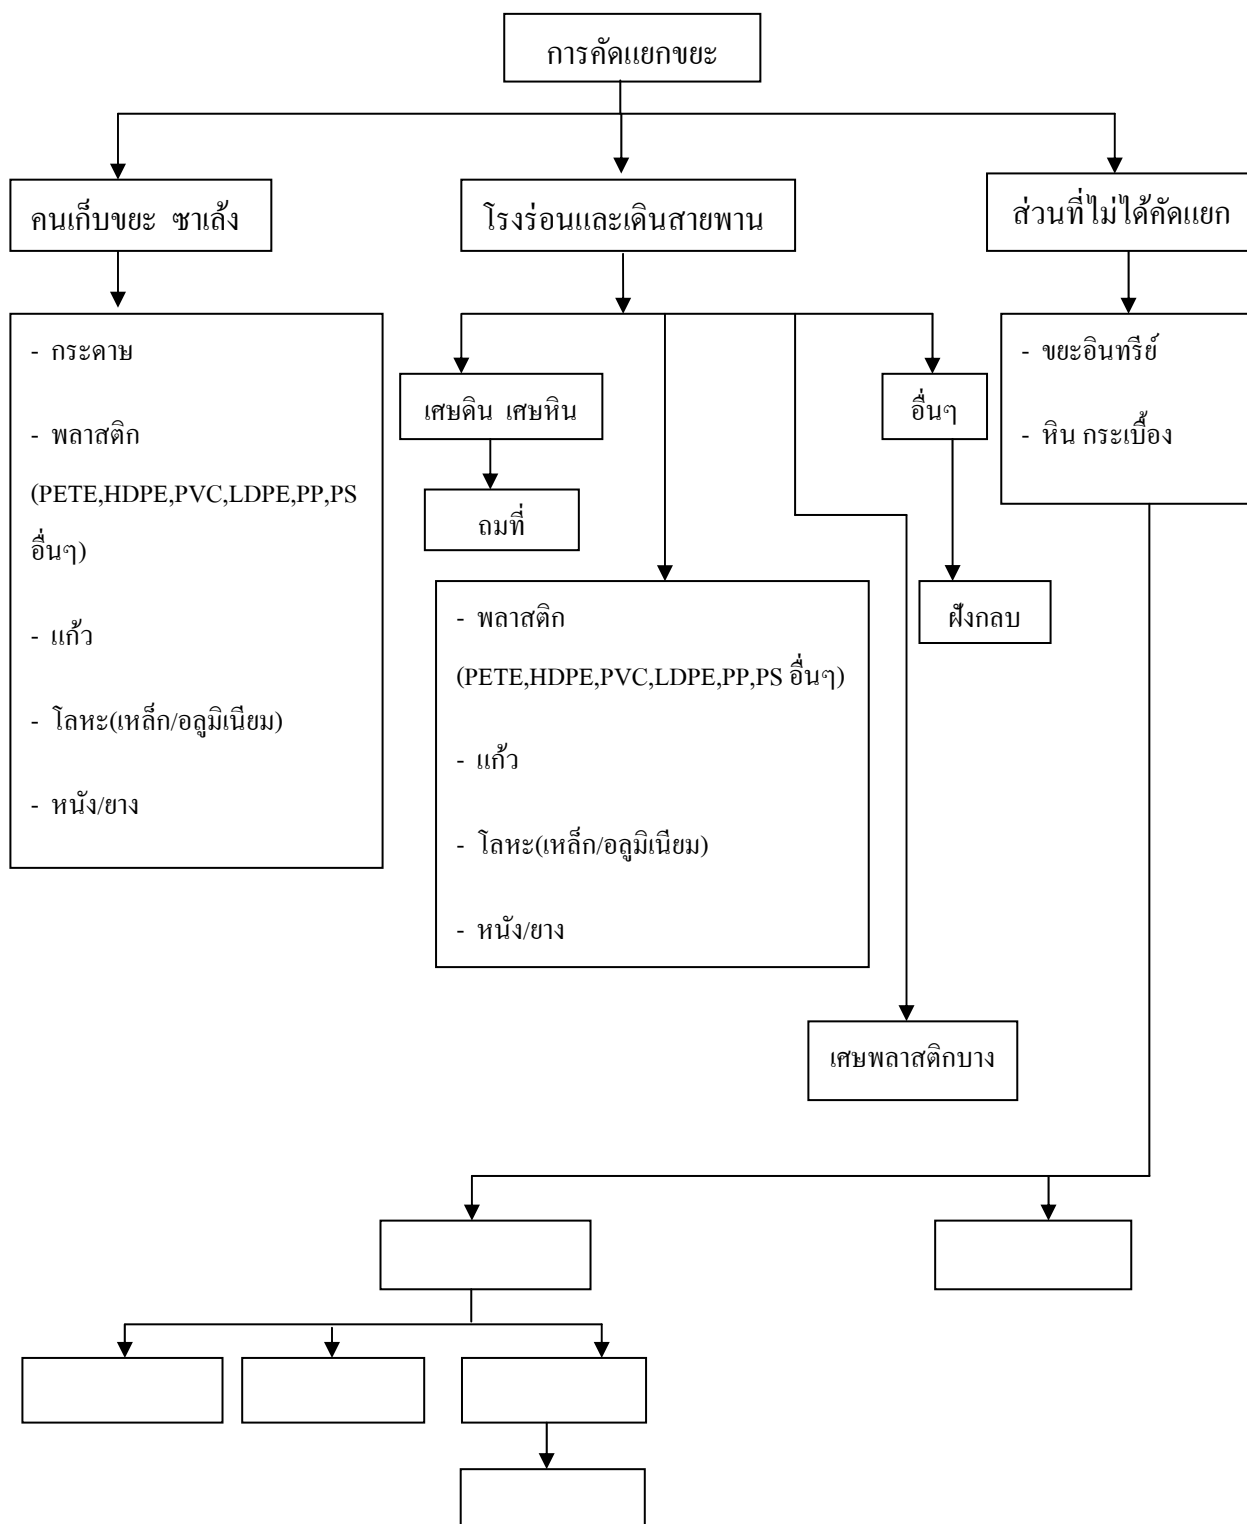 การคัดแยกขยะ
คนเก็บขยะ ซาเล้ง
โรงร่อนและเดินสายพาน
ส่วนที่ไม่ได้คัดแยก
- กระดาษ
- พลาสติก
(PETE,HDPE,PVC,LDPE,PP,PS
อื่นๆ)
- แก้ว
- โลหะ(เหล็ก/อลูมิเนียม)
- หนัง/ยาง
เศษดิน เศษหิน
ถมที่
- พลาสติก
(PETE,HDPE,PVC,LDPE,PP,PS อื่นๆ)
- แก้ว
- โลหะ(เหล็ก/อลูมิเนียม)
- หนัง/ยาง
อื่นๆ
ฝังกลบ
เศษพลาสติกบาง
- ขยะอินทรีย์
- หิน กระเบื้อง